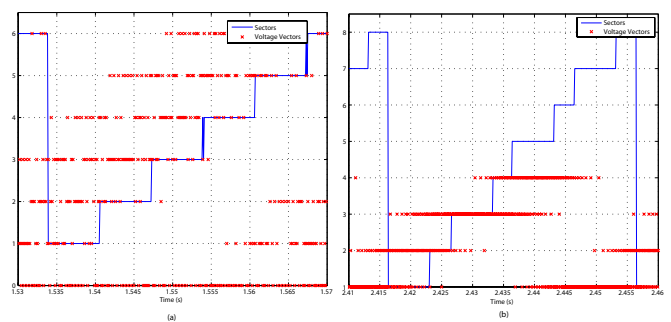 Sectors
Voltage Vectors
6
5
4
3
2
1
0
1.53 1.535 1.54 1.545 1.55 1.555 1.56 1.565 1.57
Time (s)
(a)
Sectors
Voltage Vectors
8
7
6
5
4
3
2
1
2.41 2.415 2.42 2.425 2.43 2.435 2.44 2.445 2.45 2.455 2.46
Time (s)
(b)